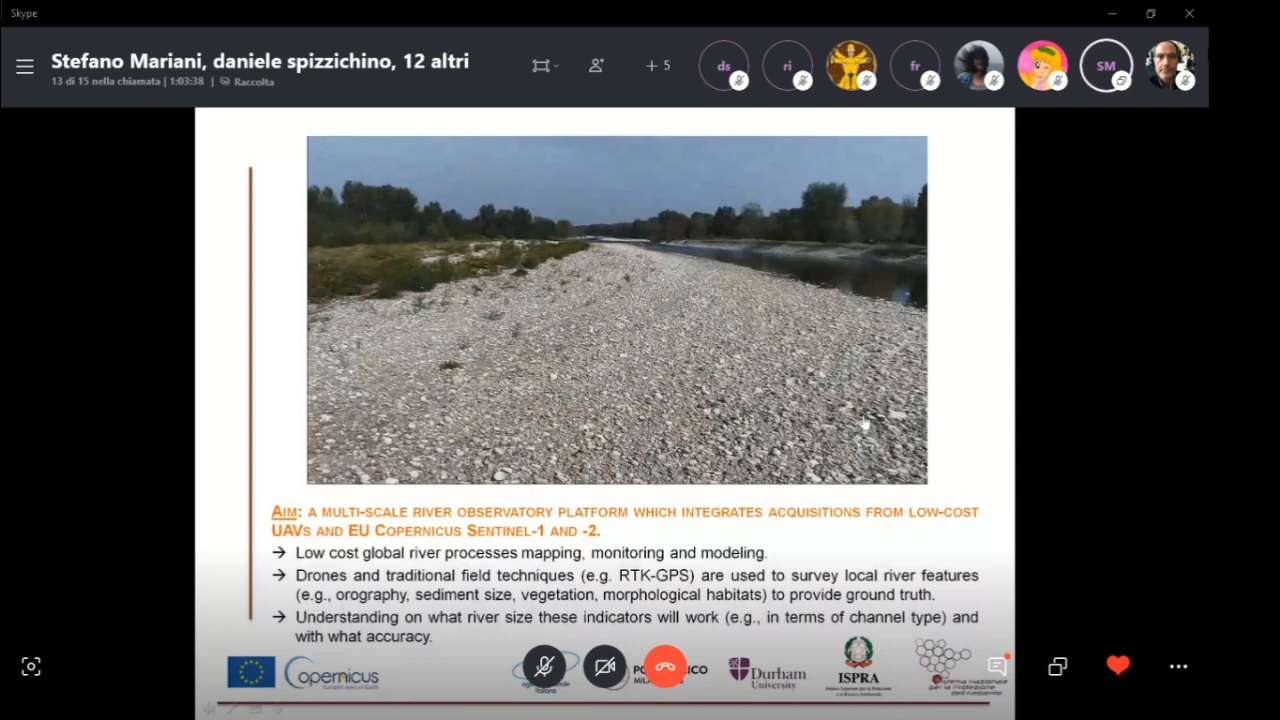 Skype
Stefano Mariani, daniele spizzichino, 12 altri
13 di 15 nella chiamata | 1:03:38 | Raccolta
+ 5
ds
ri
fr
SM
AIM: A MULTI-SCALE RIVER OBSERVATORY PLATFORM WHICH INTEGRATES ACQUISITIONS FROM LOW-COST
UAVS AND EU COPERNICUS SENTINEL-1 AND -2.
→ Low cost global river processes mapping, monitoring and modeling.
→ Drones and traditional field techniques (e.g. RTK-GPS) are used to survey local river features
(e.g., orography, sediment size, vegetation, morphological habitats) to provide ground truth.
→ Understanding on what river size these indicators will work (e.g., in terms of channel type) and
with what accuracy.
opernicus
italiana
Durham
University
ISPRA